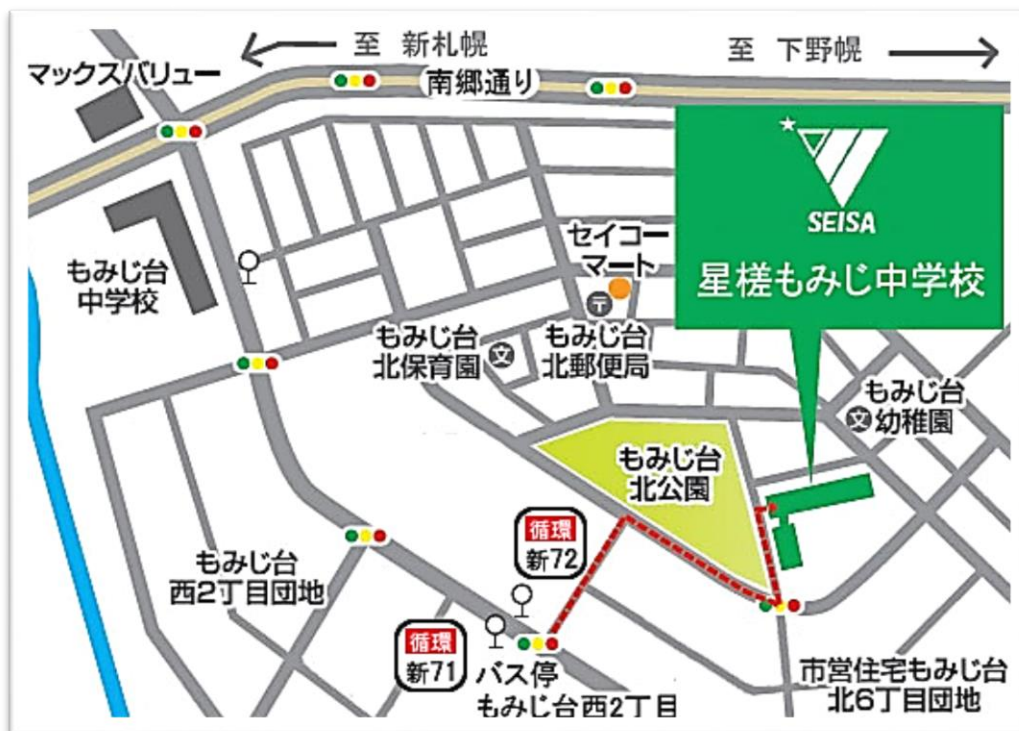 至 新札幌
至 下野幌
マックスバリュー
南郷通り
SEISA
星槎もみじ中学校
セイコー
マート
もみじ台
中学校
〒
もみじ台
北保育園
文
もみじ台
北郵便局
もみじ台
幼稚園
文
もみじ台
北公園
循環
新72
もみじ台
西2丁目団地
循環
新71
バス停
もみじ台西2丁目
市営住宅もみじ台
北6丁目団地